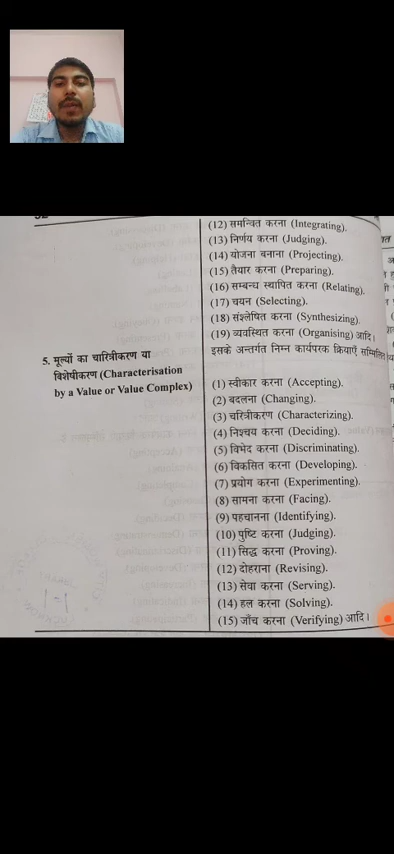 (12) समन्वित करना (Integrating).
(13) निर्णय करना (Judging).
(14) योजना बनाना (Projecting).
(15) तैयार करना (Preparing).
(16) सम्बन्ध स्थापित करना (Relating).
(17) चयन (Selecting).
(18) संश्लेषित करना (Synthesizing).
(19) व्यवस्थित करना (Organising) आदि।
5. मूल्यों का चारित्रीकरण या
विशेषीकरण (Characterisation
by a Value or Value Complex)
इसके अन्तर्गत निम्न कार्यपरक क्रियाएँ सम्मिलित
(1) स्वीकार करना (Accepting).
(2) बदलना (Changing).
(3) चरित्रीकरण (Characterizing).
(4) निश्चय करना (Deciding).
(5) विभेद करना (Discriminating).
(6) विकसित करना (Developing).
(7) प्रयोग करना (Experimenting).
(8) सामना करना (Facing).
(9) पहचानना (Identifying).
(10) पुष्टि करना (Judging).
(11) सिद्ध करना (Proving).
(12) दोहराना (Revising).
(13) सेवा करना (Serving).
(14) हल करना (Solving).
(15) जाँच करना (Verifying) आदि।